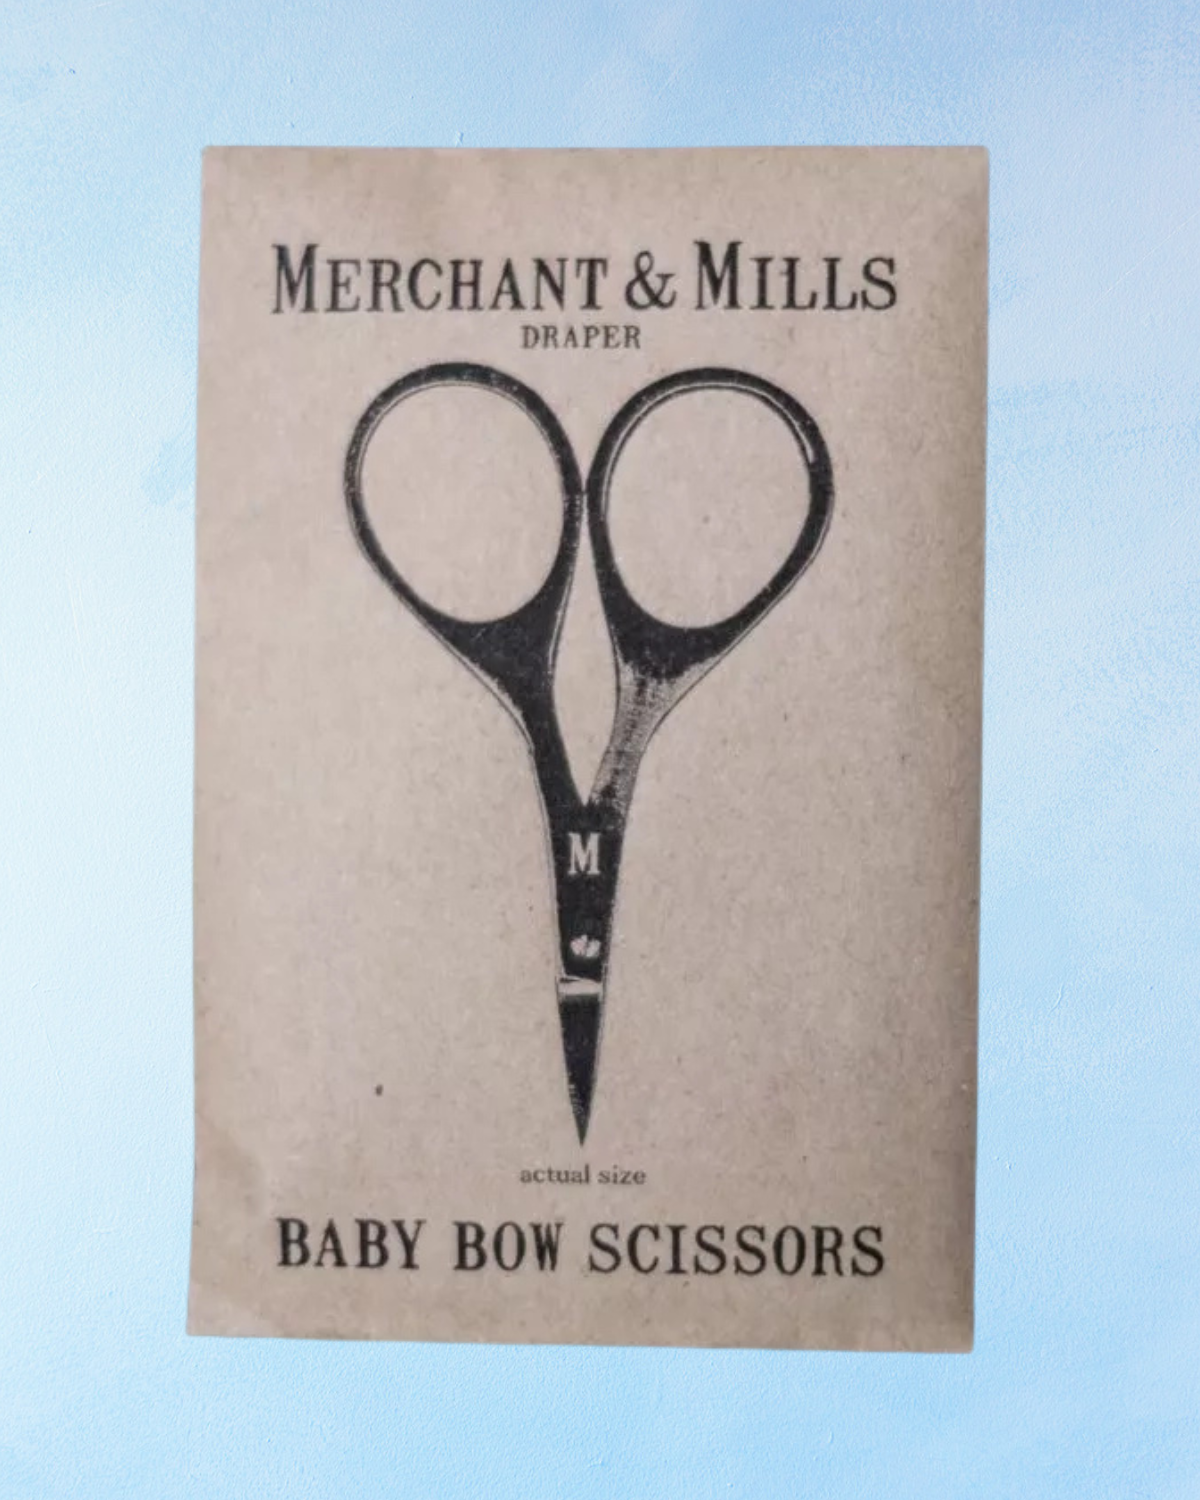 MERCHANT & MILLS
DRAPER
M
actual size
BABY BOW SCISSORS